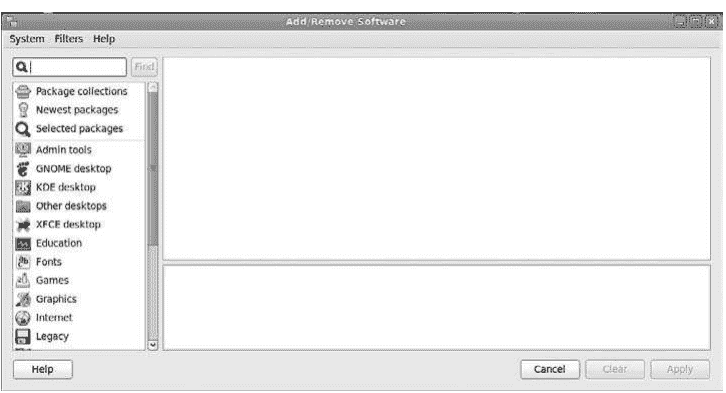 Add/Remove Software
System Filters Help
Find
Package collections
Newest packages
Selected packages
Admin tools
GNOME desktop
KDE desktop
Other desktops
XFCE desktop
Education
Fonts
Games
Graphics
Internet
Legacy
Help Cancel Clear Apply